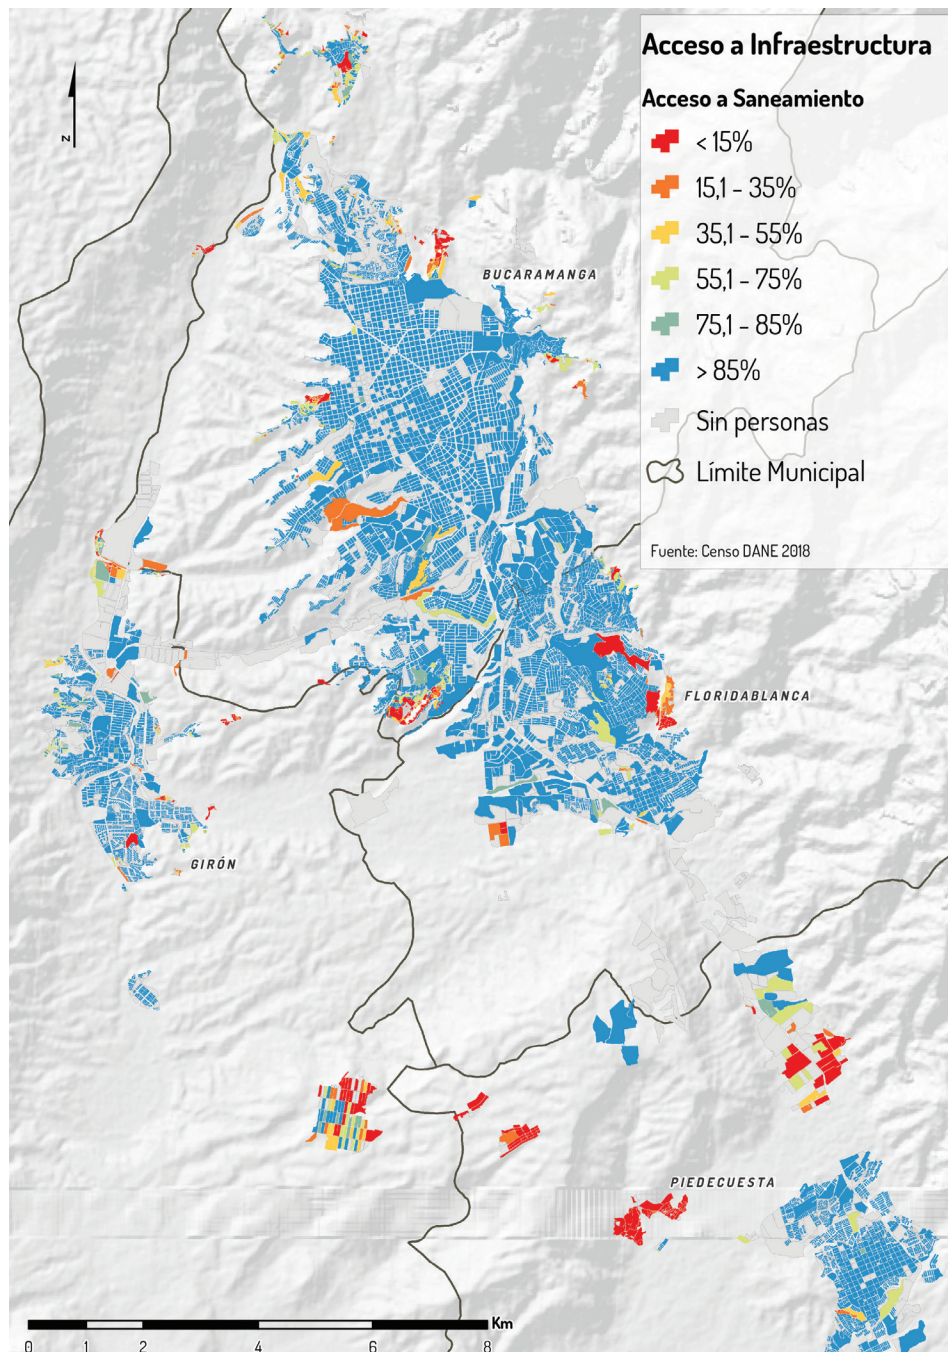 Acceso a Infraestructura
Acceso a Saneamiento
< 15%
15,1 - 35%
35,1 - 55%
55,1 - 75%
75,1 - 85%
> 85%
Sin personas
Límite Municipal
Fuente: Censo DANE 2018
N
BUCARAMANGA
FLORIDABLANCA
GIRÓN
PIEDECUESTA
Km
0 1 2 4 6 8